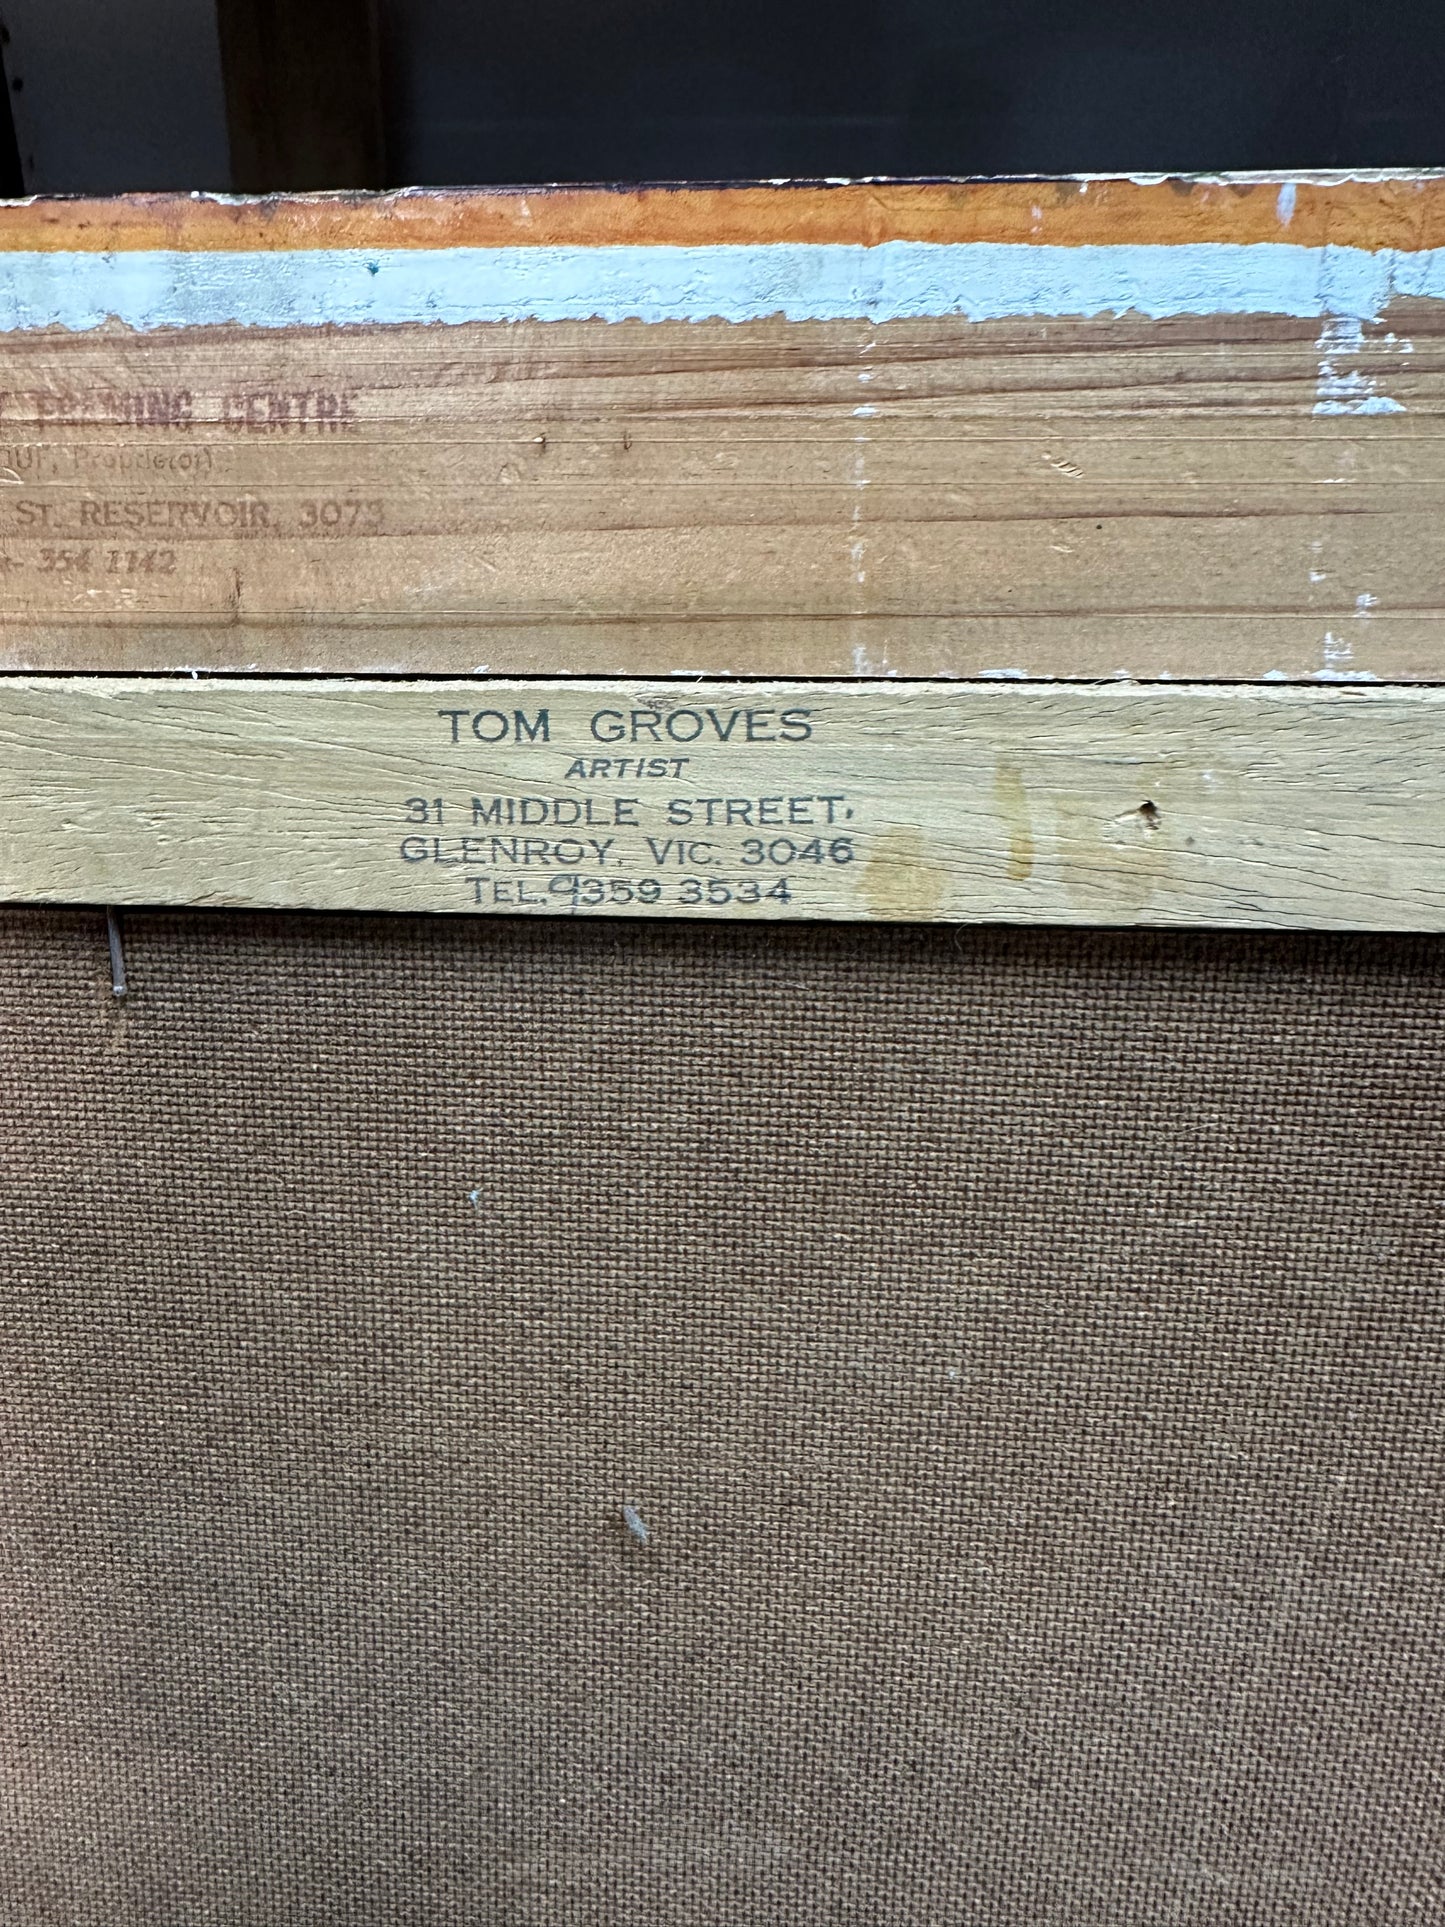 CENTRE
Proprietor)
ST. RESERVOIR, 3073
354 1142
TOM GROVES
ARTIST
31 MIDDLE STREET,
GLENROY, VIC. 3046
TEL. 9359 3534